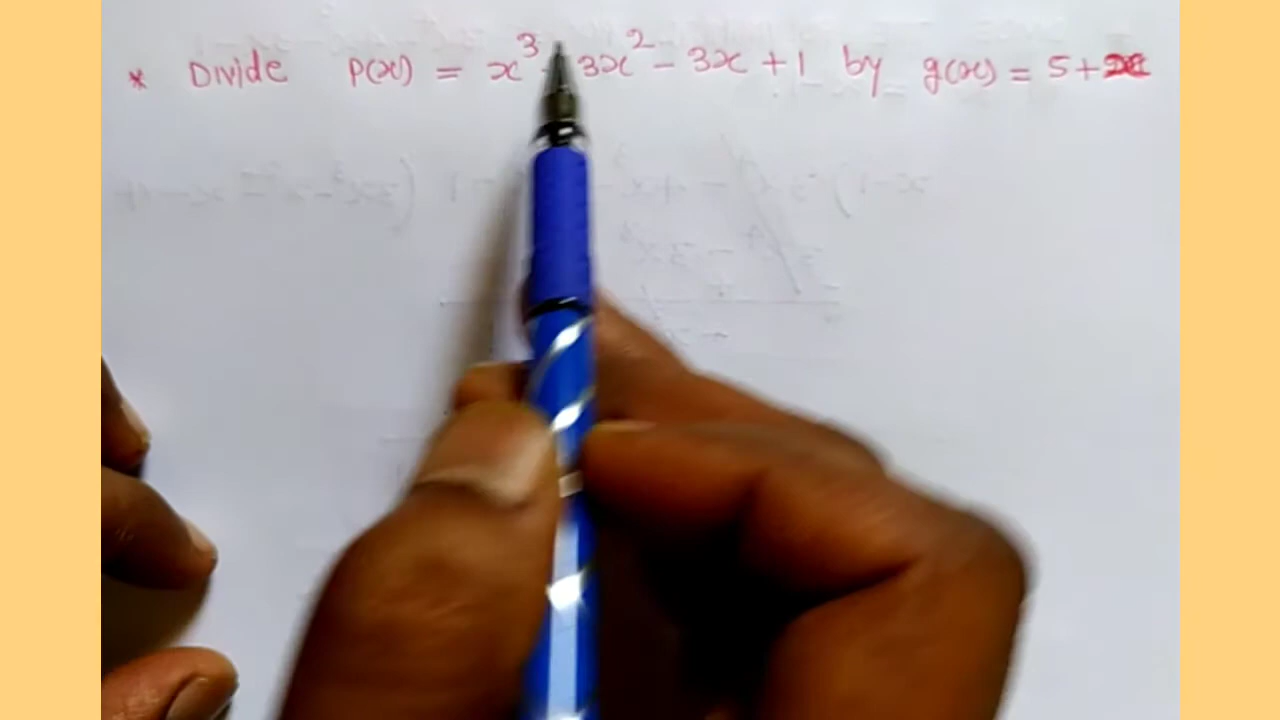 * Divide P(x) = x³ 3x² - 3x + 1 by g(x) = 5 +